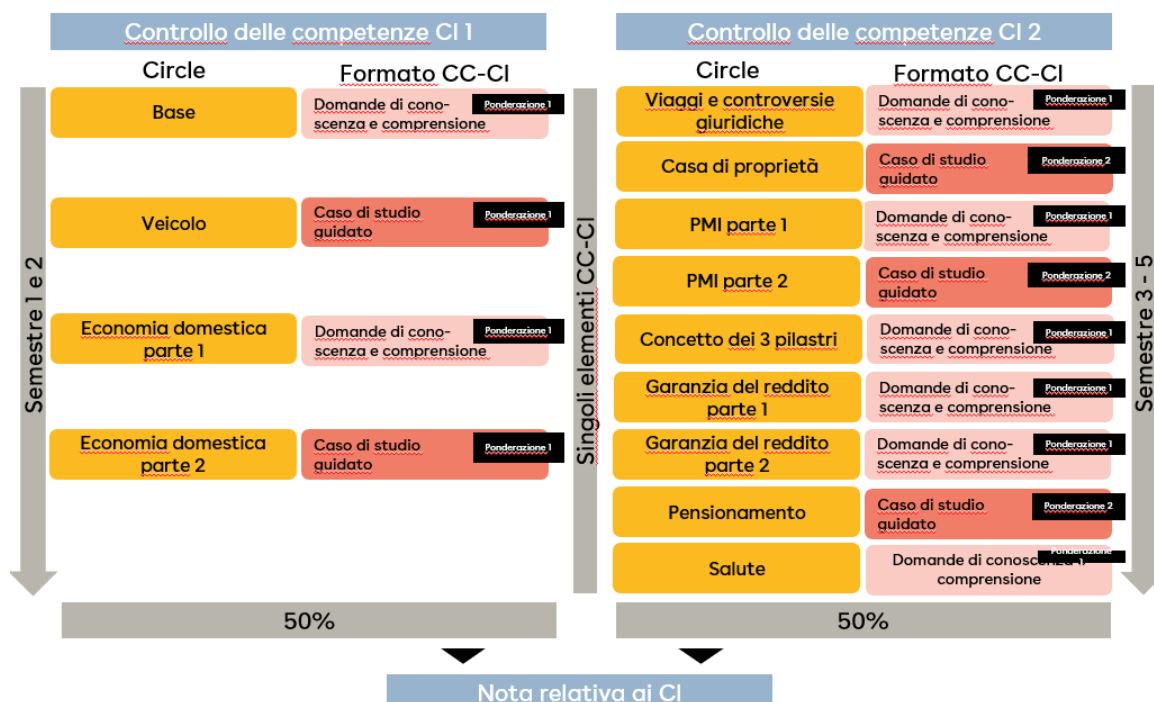 Controllo delle competenze CI 1
Circle
Formato CC-CI
Base
Domande di cono-
scenza e comprensione
Ponderazione 1
Veicolo
Caso di studio
guidato
Ponderazione 1
Economia domestica
parte 1
Domande di cono-
scenza e comprensione
Ponderazione 1
Economia domestica
parte 2
Caso di studio
guidato
Ponderazione 1
Semestre 1 e 2
50%
Singoli elementi CC-CI
Controllo delle competenze CI 2
Circle
Formato CC-CI
Viaggi e controversie
giuridiche
Domande di cono-
scenza e comprensione
Ponderazione 1
Casa di proprietà
Caso di studio
guidato
Ponderazione 2
PMI parte 1
Domande di cono-
scenza e comprensione
Ponderazione 1
PMI parte 2
Caso di studio
guidato
Ponderazione 2
Concetto dei 3 pilastri
Domande di cono-
scenza e comprensione
Ponderazione 1
Garanzia del reddito
parte 1
Domande di cono-
scenza e comprensione
Ponderazione 1
Garanzia del reddito
parte 2
Domande di cono-
scenza e comprensione
Ponderazione 1
Pensionamento
Caso di studio
guidato
Ponderazione 2
Salute
Domande di conoscenza
comprensione
Ponderazione
1
Semestre 3 - 5
50%
Nota relativa ai CI